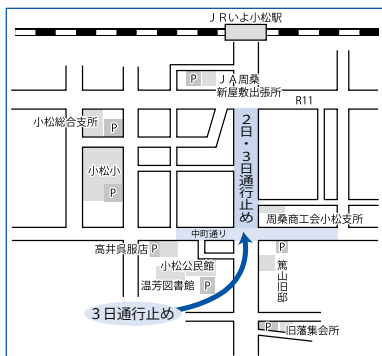 ＪＲいよ小松駅
Ｐ
ＪＡ周桑
新屋敷出張所
R11
小松総合支所
Ｐ
２日・３日通行止め
小松小
Ｐ
周桑商工会小松支所
中町通り
髙井呉服店
Ｐ
Ｐ
小松公民館
温芳図書館
Ｐ
篤山旧邸
３日通行止め
Ｐ
旧藩集会所